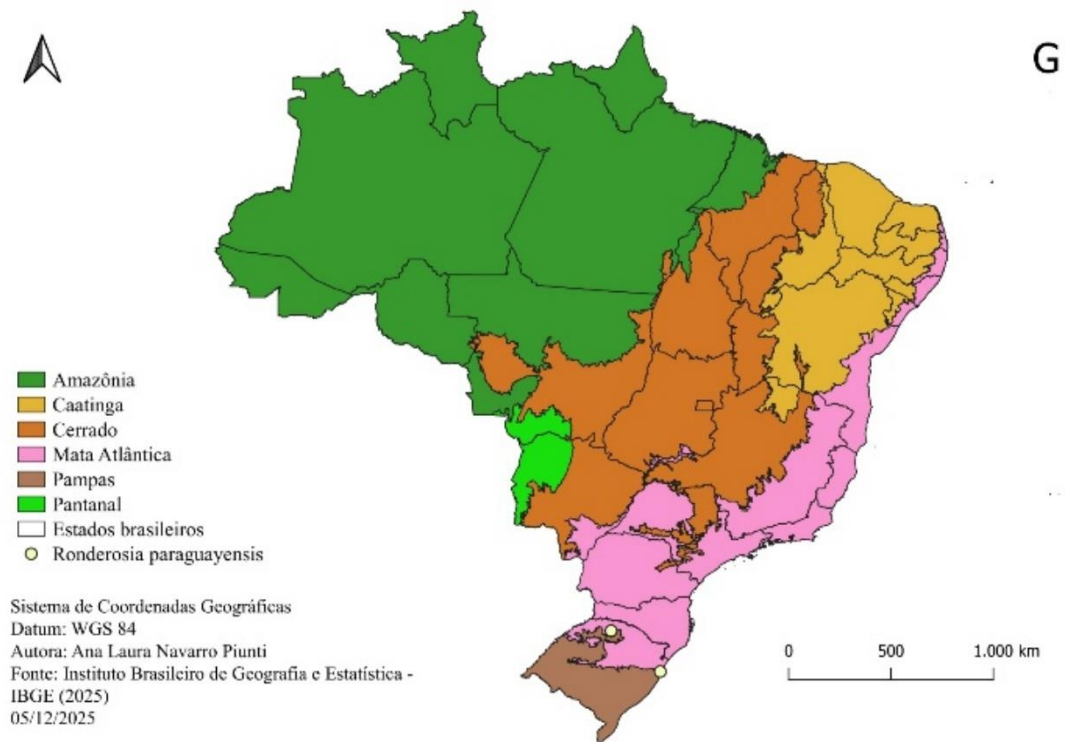 G
Amazônia
Caatinga
Cerrado
Mata Atlântica
Pampas
Pantanal
Estados brasileiros
Ronderosia paraguayensis
Sistema de Coordenadas Geográficas
Datum: WGS 84
Autora: Ana Laura Navarro Piunti
Fonte: Instituto Brasileiro de Geografia e Estatística -
IBGE (2025)
05/12/2025
0 500 1.000 km